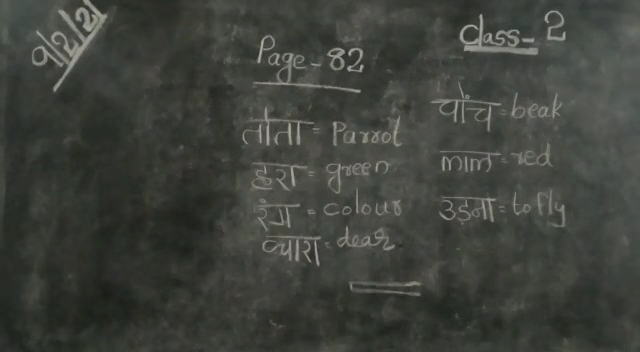 9/2/21
Class-2
Page-82
तोता = Parrot
हरा = green
रंग = colour
प्यारा = dear
चोंच = beak
लाल = red
उड़ना = to fly